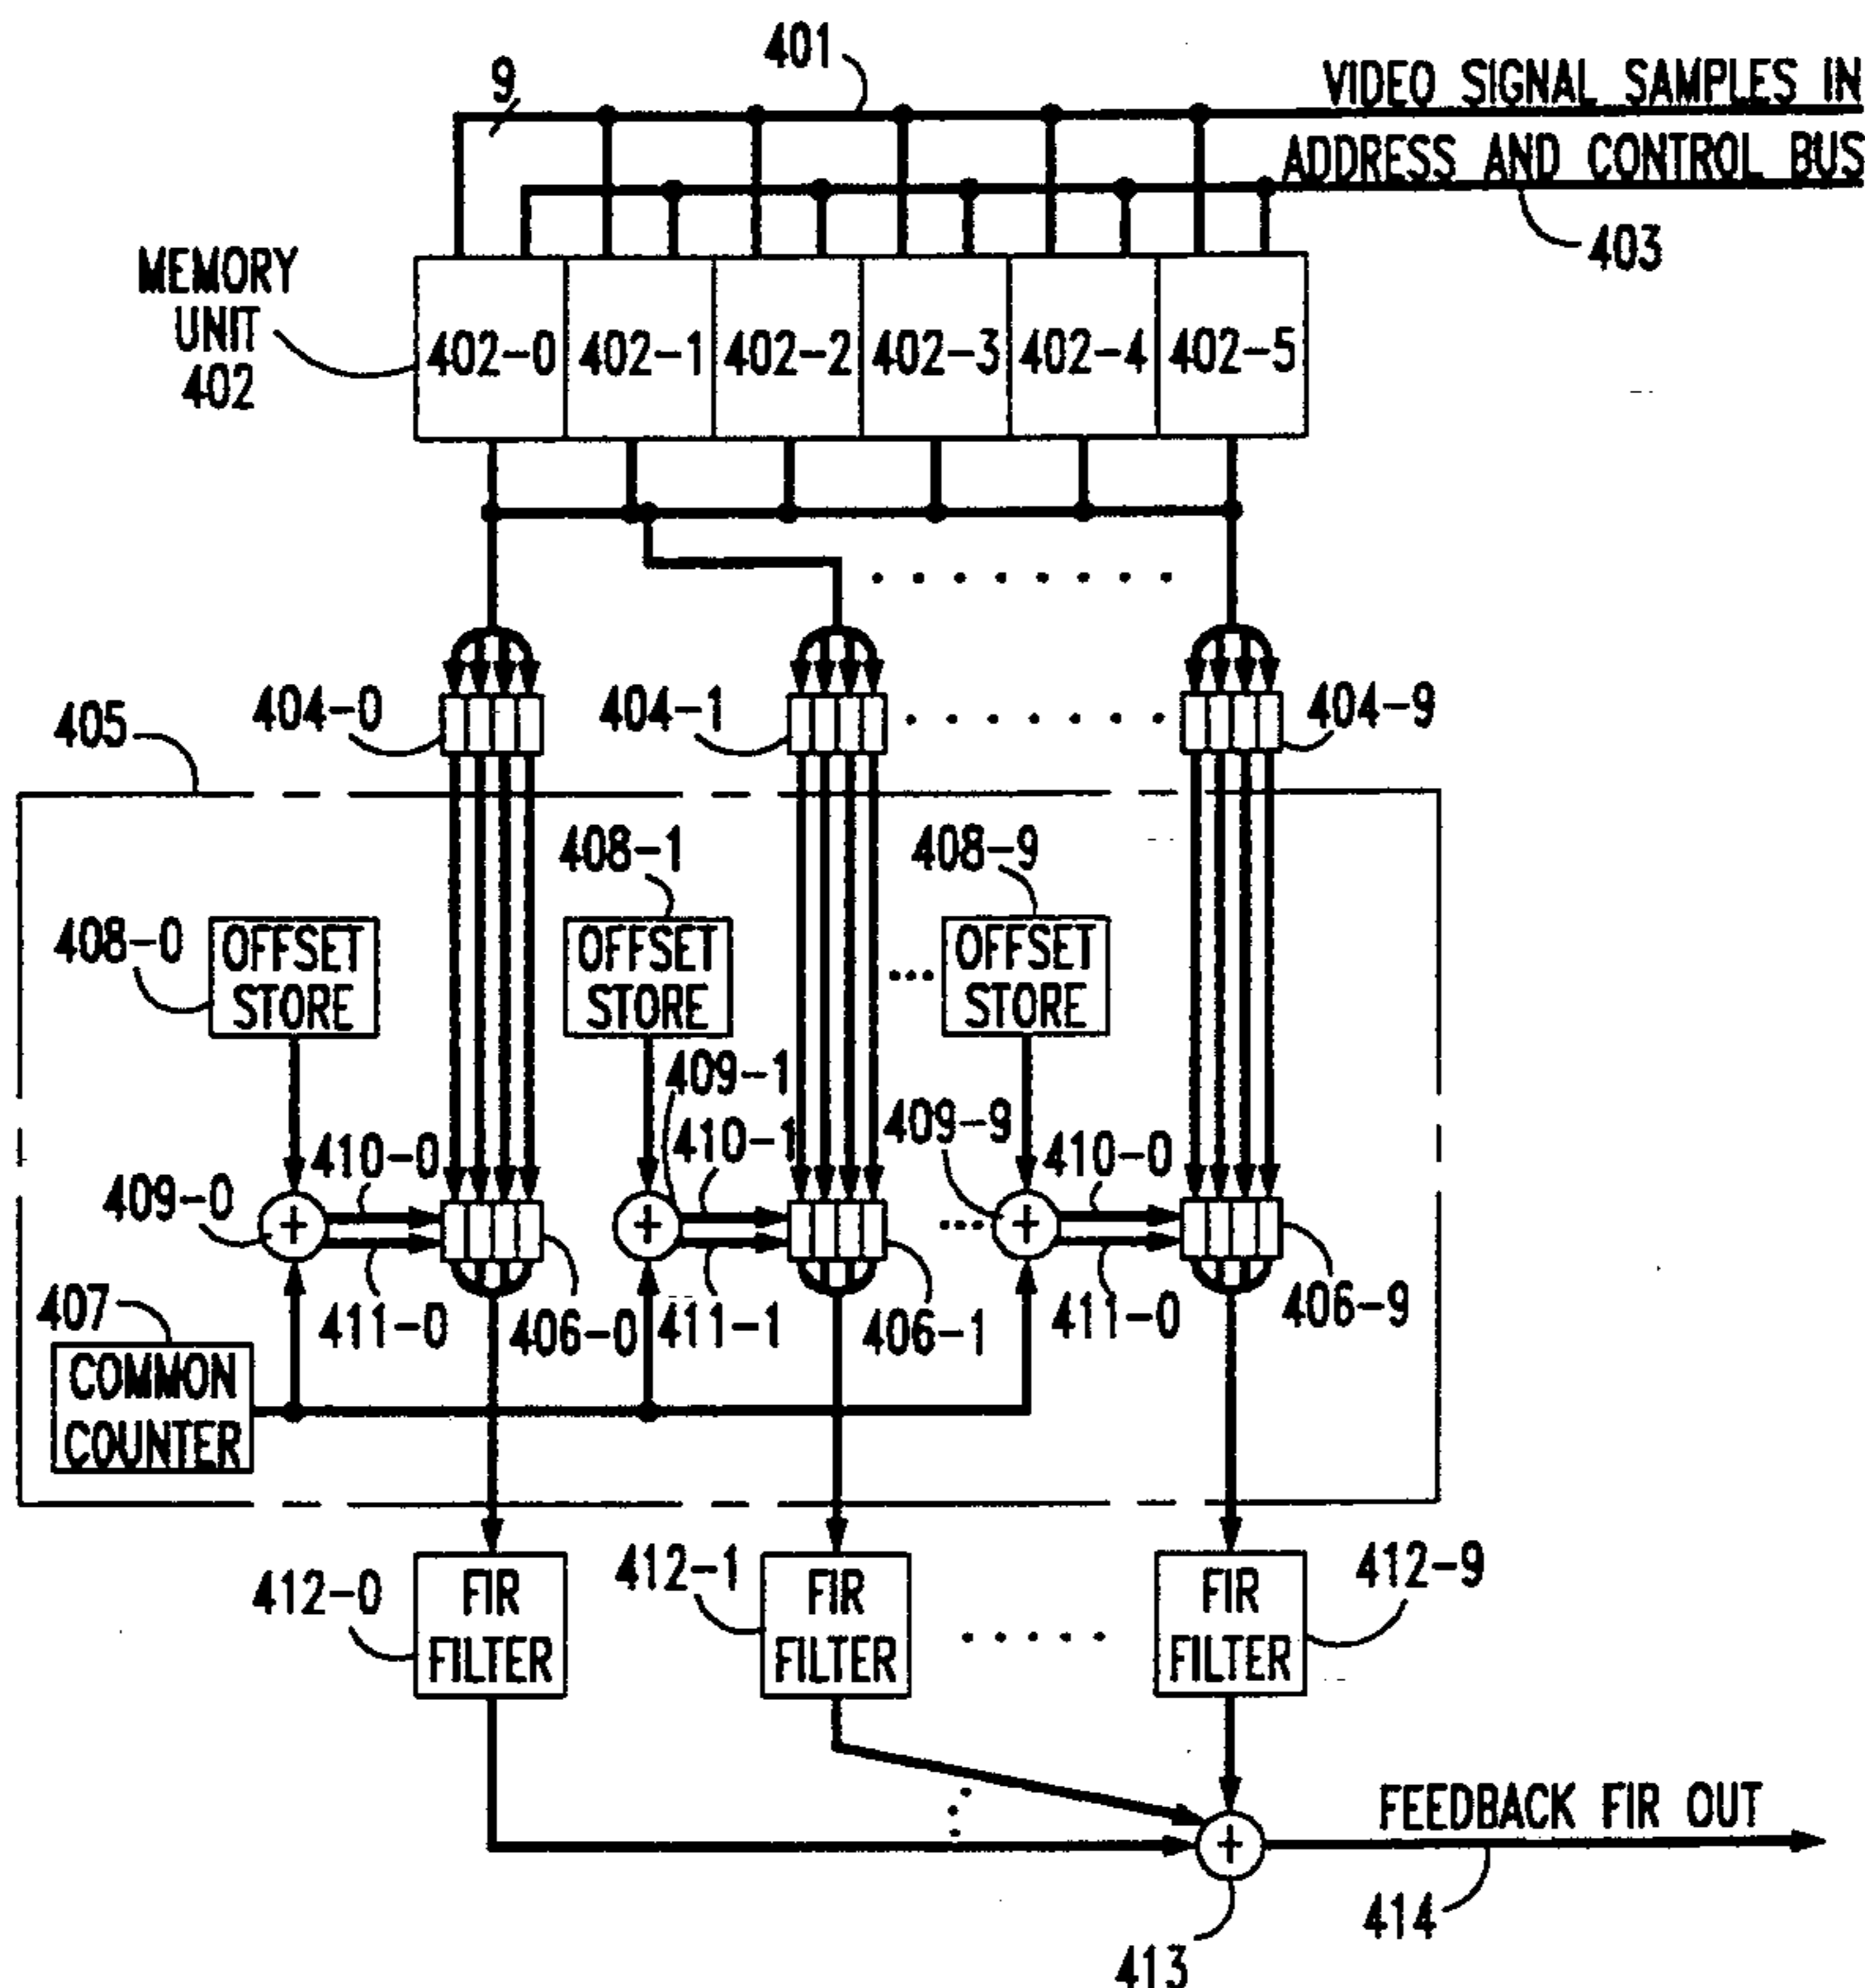 401
9
VIDEO SIGNAL SAMPLES IN
ADDRESS AND CONTROL BUS
403
MEMORY
UNIT
402
402-0 402-1 402-2 402-3 402-4 402-5
404-0 404-1 404-9
405
408-1 408-9
408-0
OFFSET
STORE
OFFSET
STORE
OFFSET
STORE
409-1
409-0 410-0 410-1 409-9 410-0
+ + +
407 411-0 406-0 411-1 406-1 411-0 406-9
COMMON
COUNTER
412-0
FIR
FILTER
412-1
FIR
FILTER
412-9
FIR
FILTER
FEEDBACK FIR OUT
+
414
413